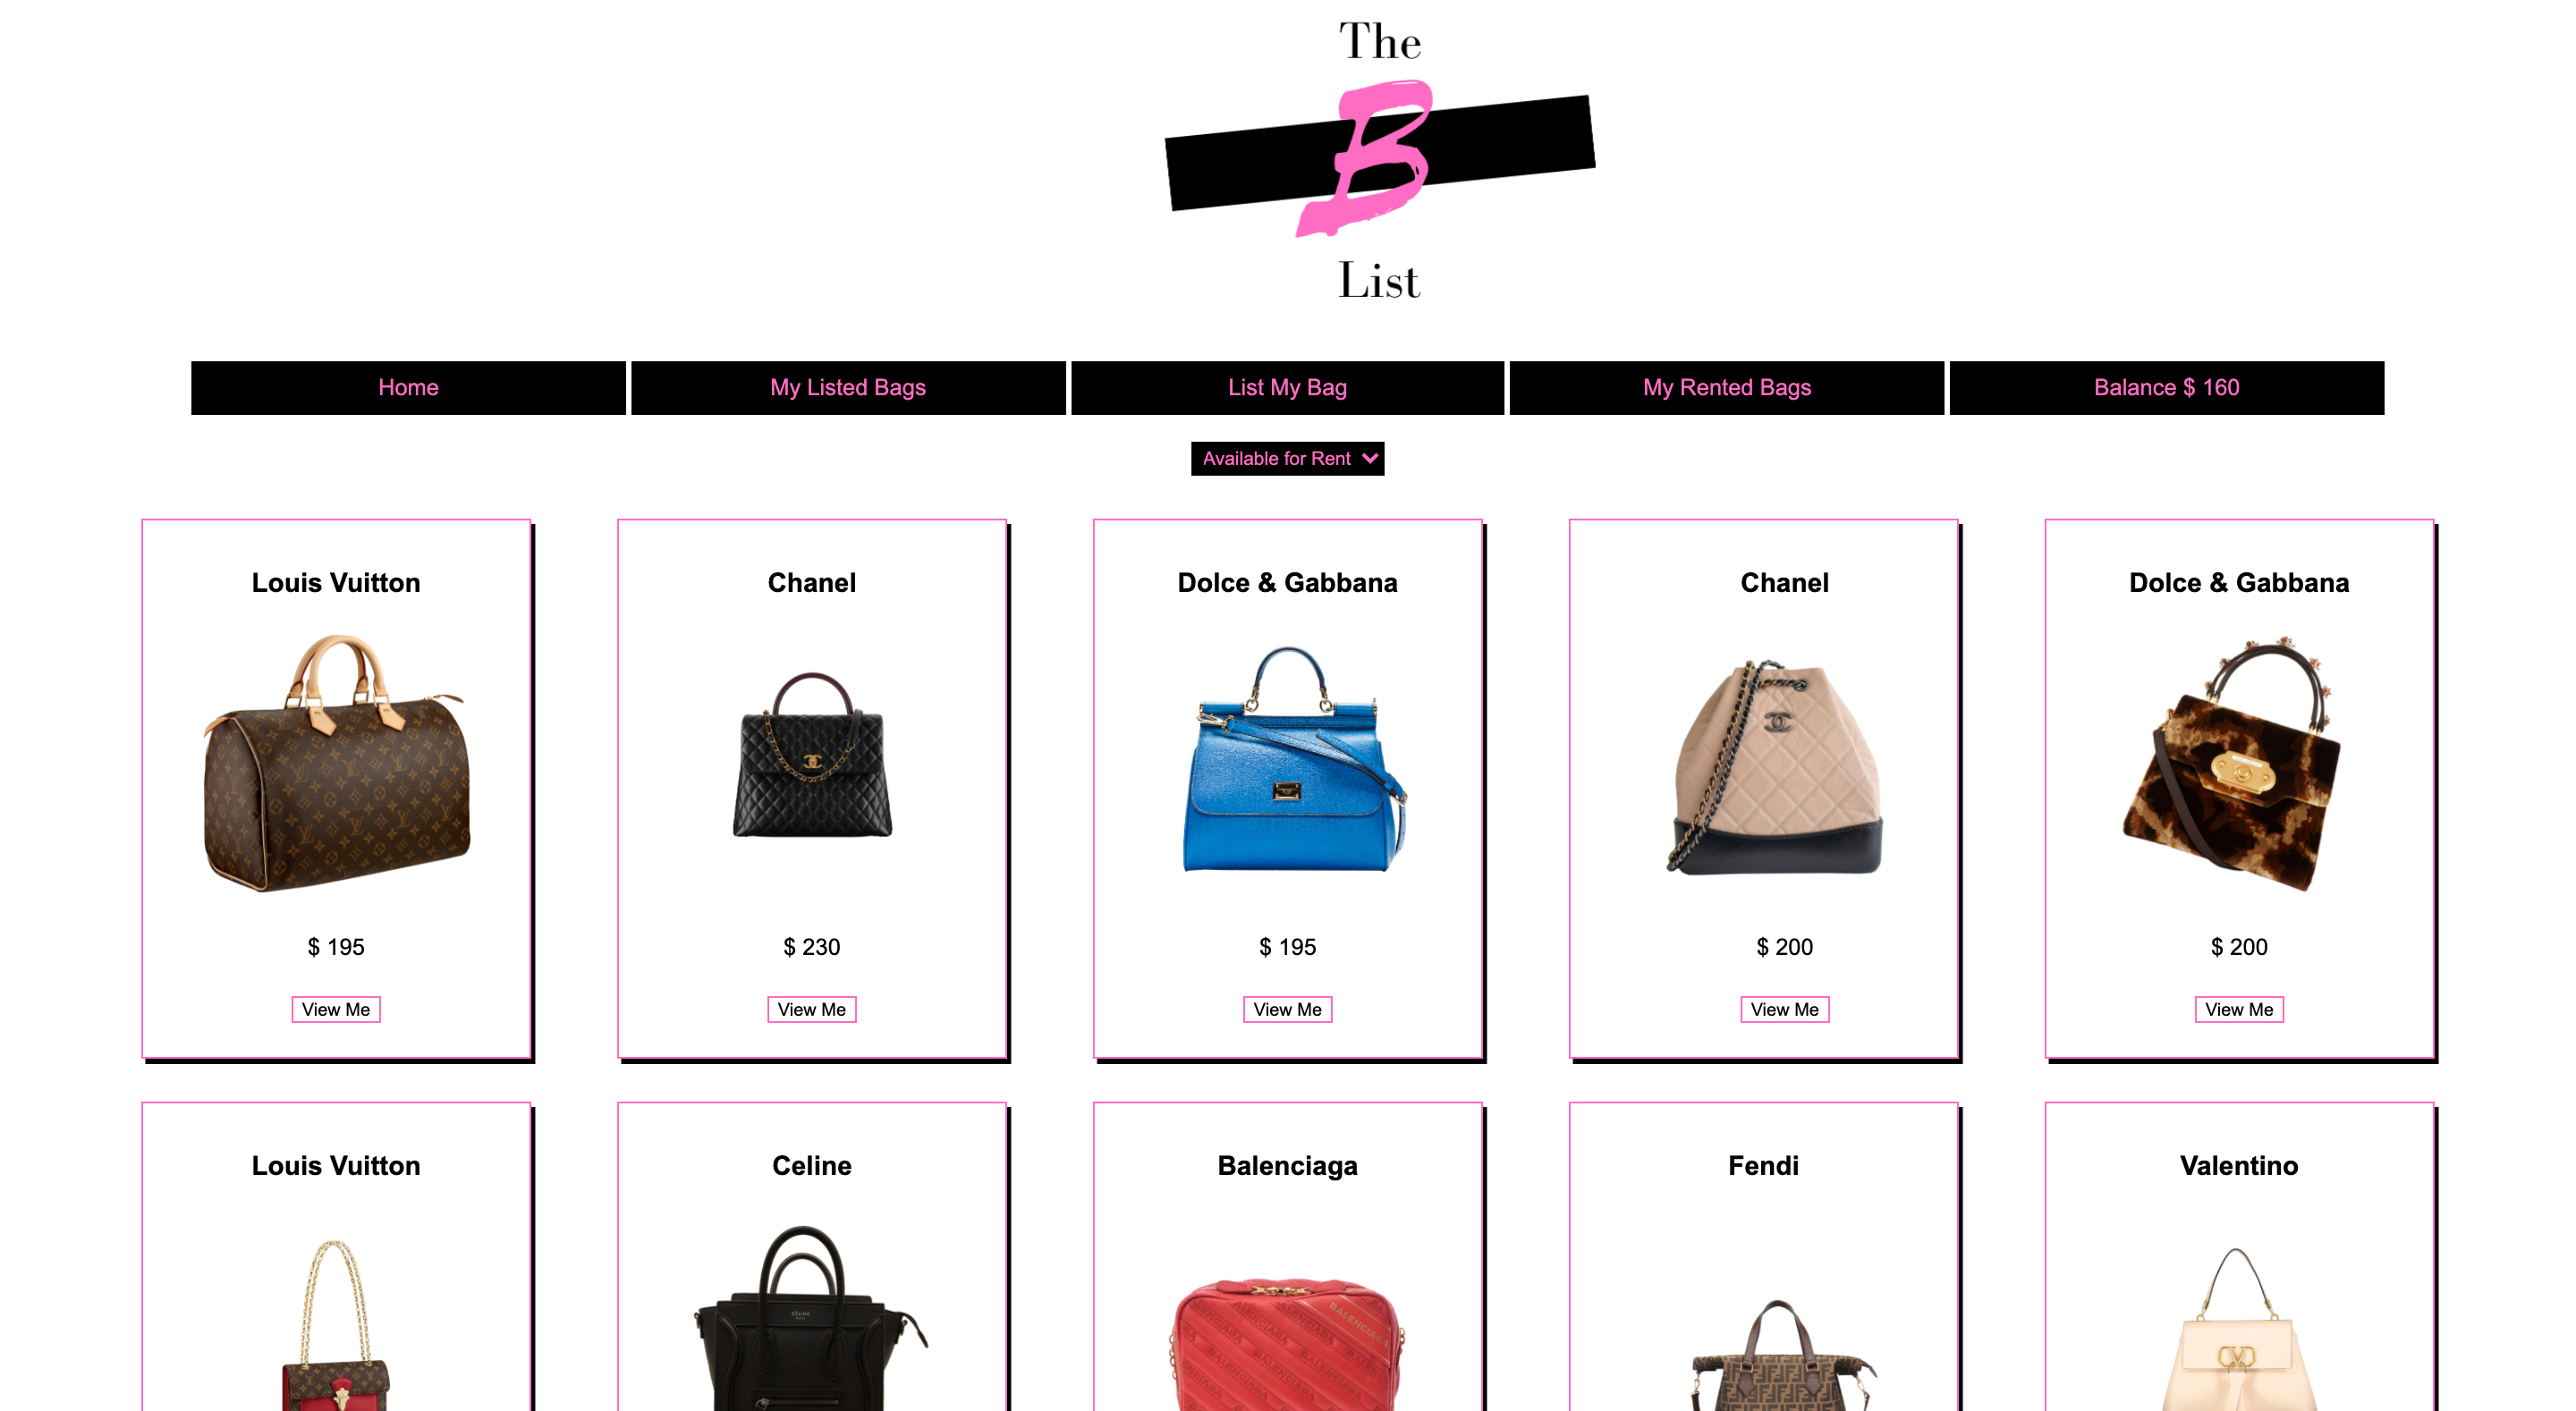 The
B
List
Home
My Listed Bags
List My Bag
My Rented Bags
Balance $ 160
Available for Rent
Louis Vuitton
Chanel
Dolce & Gabbana
Chanel
Dolce & Gabbana
$ 195
$ 230
$ 195
$ 200
$ 200
View Me
View Me
View Me
View Me
View Me
Louis Vuitton
Celine
Balenciaga
Fendi
Valentino
CÉLINE
BALENCIAGA